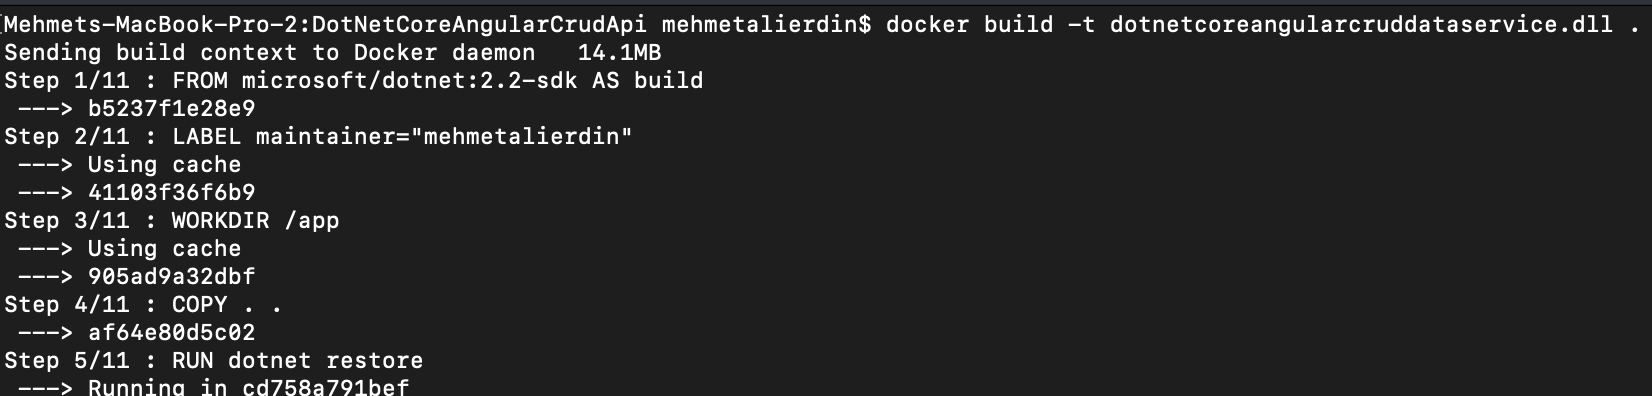 Mehmets-MacBook-Pro-2:DotNetCoreAngularCrudApi mehmetalierdin$ docker build -t dotnetcoreangularcruddataservice.dll .
Sending build context to Docker daemon   14.1MB
Step 1/11 : FROM microsoft/dotnet:2.2-sdk AS build
 ---> b5237f1e28e9
Step 2/11 : LABEL maintainer="mehmetalierdin"
 ---> Using cache
 ---> 41103f36f6b9
Step 3/11 : WORKDIR /app
 ---> Using cache
 ---> 905ad9a32dbf
Step 4/11 : COPY . .
 ---> af64e80d5c02
Step 5/11 : RUN dotnet restore
 ---> Running in cd758a791bef